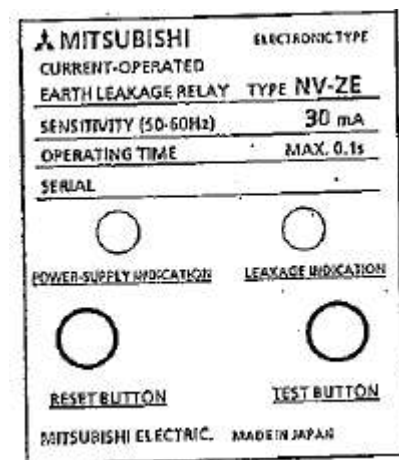 MITSUBISHI ELECTRONIC TYPE
CURRENT-OPERATED
EARTH LEAKAGE RELAY TYPE NV-ZE
SENSITIVITY (50-60Hz) 30 mA
OPERATING TIME MAX. 0.1s
SERIAL
POWER-SUPPLY INDICATION LEAKAGE INDICATION
RESET BUTTON TEST BUTTON
MITSUBISHI ELECTRIC. MADE IN JAPAN